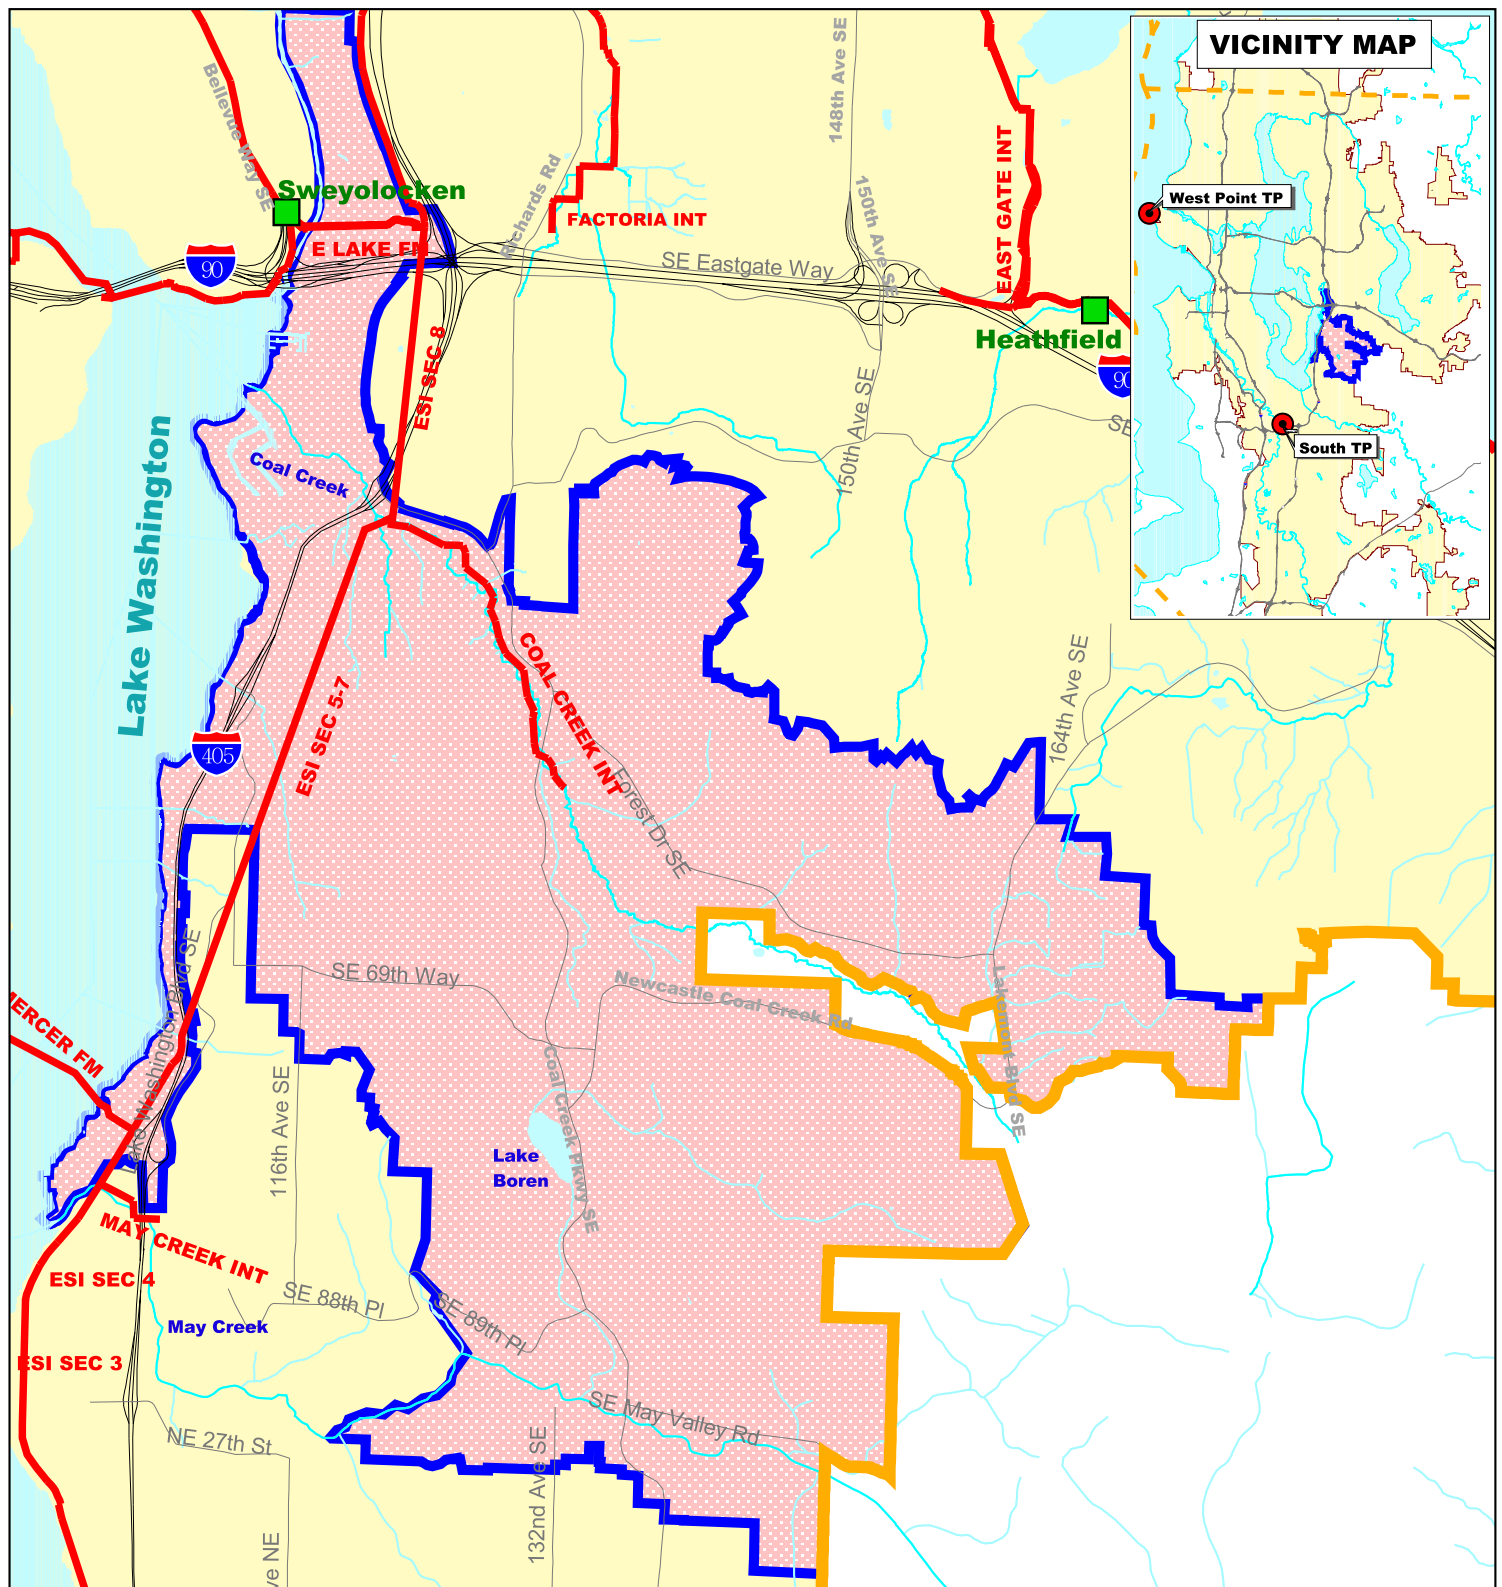 VICINITY MAP
West Point TP
South TP
Bellevue Way SE
Sweyolocken
E LAKE FM
90
Richards Rd
FACTORIA INT
148th Ave SE
150th Ave SE
SE Eastgate Way
EAST GATE INT
Heathfield
90
ESI SEC 8
150th Ave SE
SE
Coal Creek
Lake Washington
COAL CREEK INT
164th Ave SE
ESI SEC 5-7
405
Forest Dr SE
Lake Washington Blvd SE
SE 69th Way
Newcastle Coal Creek Rd
Lakemont Blvd SE
MERCER FM
116th Ave SE
Coal Creek Pkwy SE
Lake
Boren
MAY CREEK INT
ESI SEC 4
SE 88th Pl
SE 89th Pl
May Creek
ESI SEC 3
SE May Valley Rd
NE 27th St
132nd Ave SE
ve NE